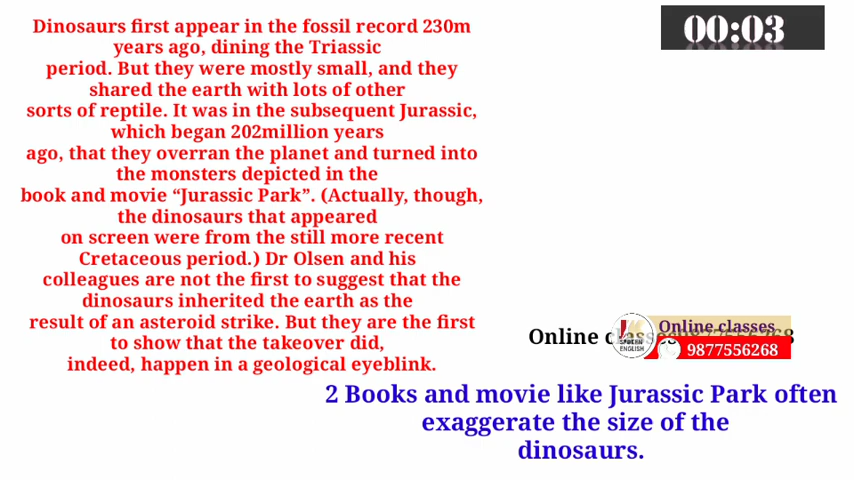 Dinosaurs first appear in the fossil record 230m
years ago, dining the Triassic
period. But they were mostly small, and they
shared the earth with lots of other
sorts of reptile. It was in the subsequent Jurassic,
which began 202million years
ago, that they overran the planet and turned into
the monsters depicted in the
book and movie “Jurassic Park”. (Actually, though,
the dinosaurs that appeared
on screen were from the still more recent
Cretaceous period.) Dr Olsen and his
colleagues are not the first to suggest that the
dinosaurs inherited the earth as the
result of an asteroid strike. But they are the first
to show that the takeover did,
indeed, happen in a geological eyeblink.
00:03
Online
Online classes
9877556268
SPOKEN
ENGLISH
2 Books and movie like Jurassic Park often
exaggerate the size of the
dinosaurs.